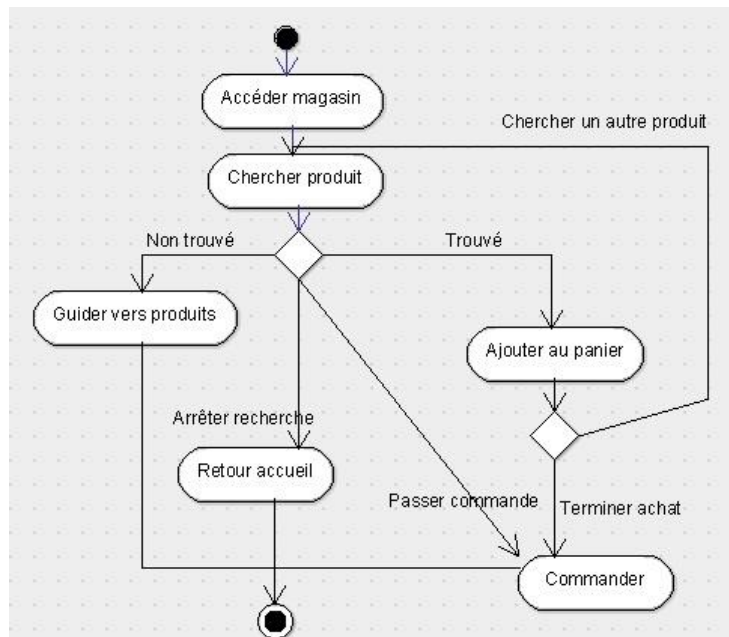 Accéder magasin
Chercher un autre produit
Chercher produit
Non trouvé
Trouvé
Guider vers produits
Ajouter au panier
Arrêter recherche
Retour accueil
Passer commande
Terminer achat
Commander